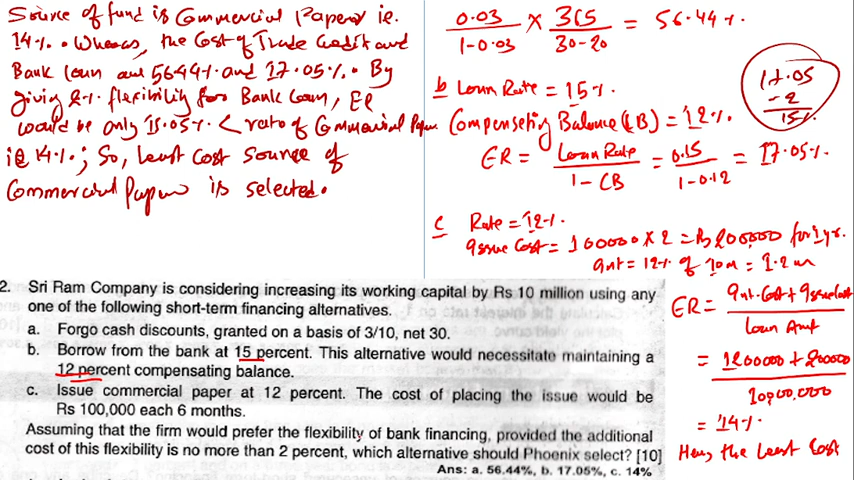 Source of fund is Commercial Paper ie.
14%. Whereas, the Cost of Trade Credit and
Bank loan are 56.44% and 17.05%. By
giving 2% flexibility for Bank Loan, ER
would be only 15.05% < ratio of Commercial Paper
ie 14%; So, least cost source of
Commercial Paper is selected.
0.03 / 1-0.03 × 365 / 30-20 = 56.44%
b Loan Rate = 15%.
Compensating Balance (CB) = 12%.
ER = Loan Rate / 1 - CB = 0.15 / 1-0.12 = 17.05%
17.05
-2
15%
c Rate = 12%.
Issue Cost = 100000 × 2 = Rs 200,000 for 1 yr.
Int = 12% of 10m = 1.2m
ER = Int. Cost + Issue Cost / Loan Amt
= 1200000 + 200000 / 10,000,000
= 14%
Hence, the Least Cost
2. Sri Ram Company is considering increasing its working capital by Rs 10 million using any
one of the following short-term financing alternatives.
a. Forgo cash discounts, granted on a basis of 3/10, net 30.
b. Borrow from the bank at 15 percent. This alternative would necessitate maintaining a
12 percent compensating balance.
c. Issue commercial paper at 12 percent. The cost of placing the issue would be
Rs 100,000 each 6 months.
Assuming that the firm would prefer the flexibility of bank financing, provided the additional
cost of this flexibility is no more than 2 percent, which alternative should Phoenix select? [10]
Ans: a. 56.44%, b. 17.05%, c. 14%